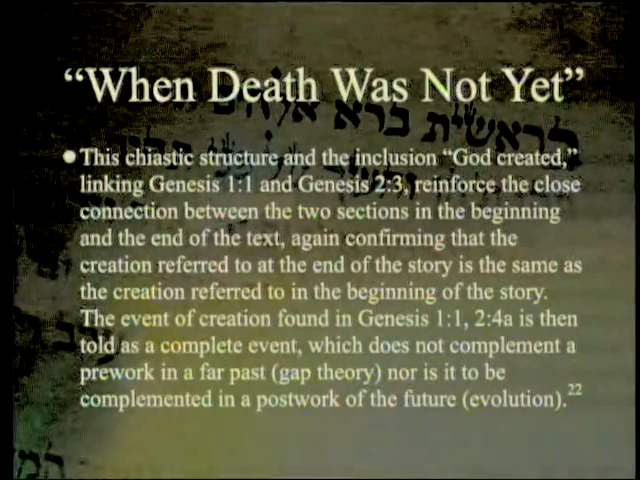 “When Death Was Not Yet”
בראשית ברא אלהים
This chiastic structure and the inclusion “God created,”
linking Genesis 1:1 and Genesis 2:3, reinforce the close
connection between the two sections in the beginning
and the end of the text, again confirming that the
creation referred to at the end of the story is the same as
the creation referred to in the beginning of the story.
The event of creation found in Genesis 1:1, 2:4a is then
told as a complete event, which does not complement a
prework in a far past (gap theory) nor is it to be
complemented in a postwork of the future (evolution).22